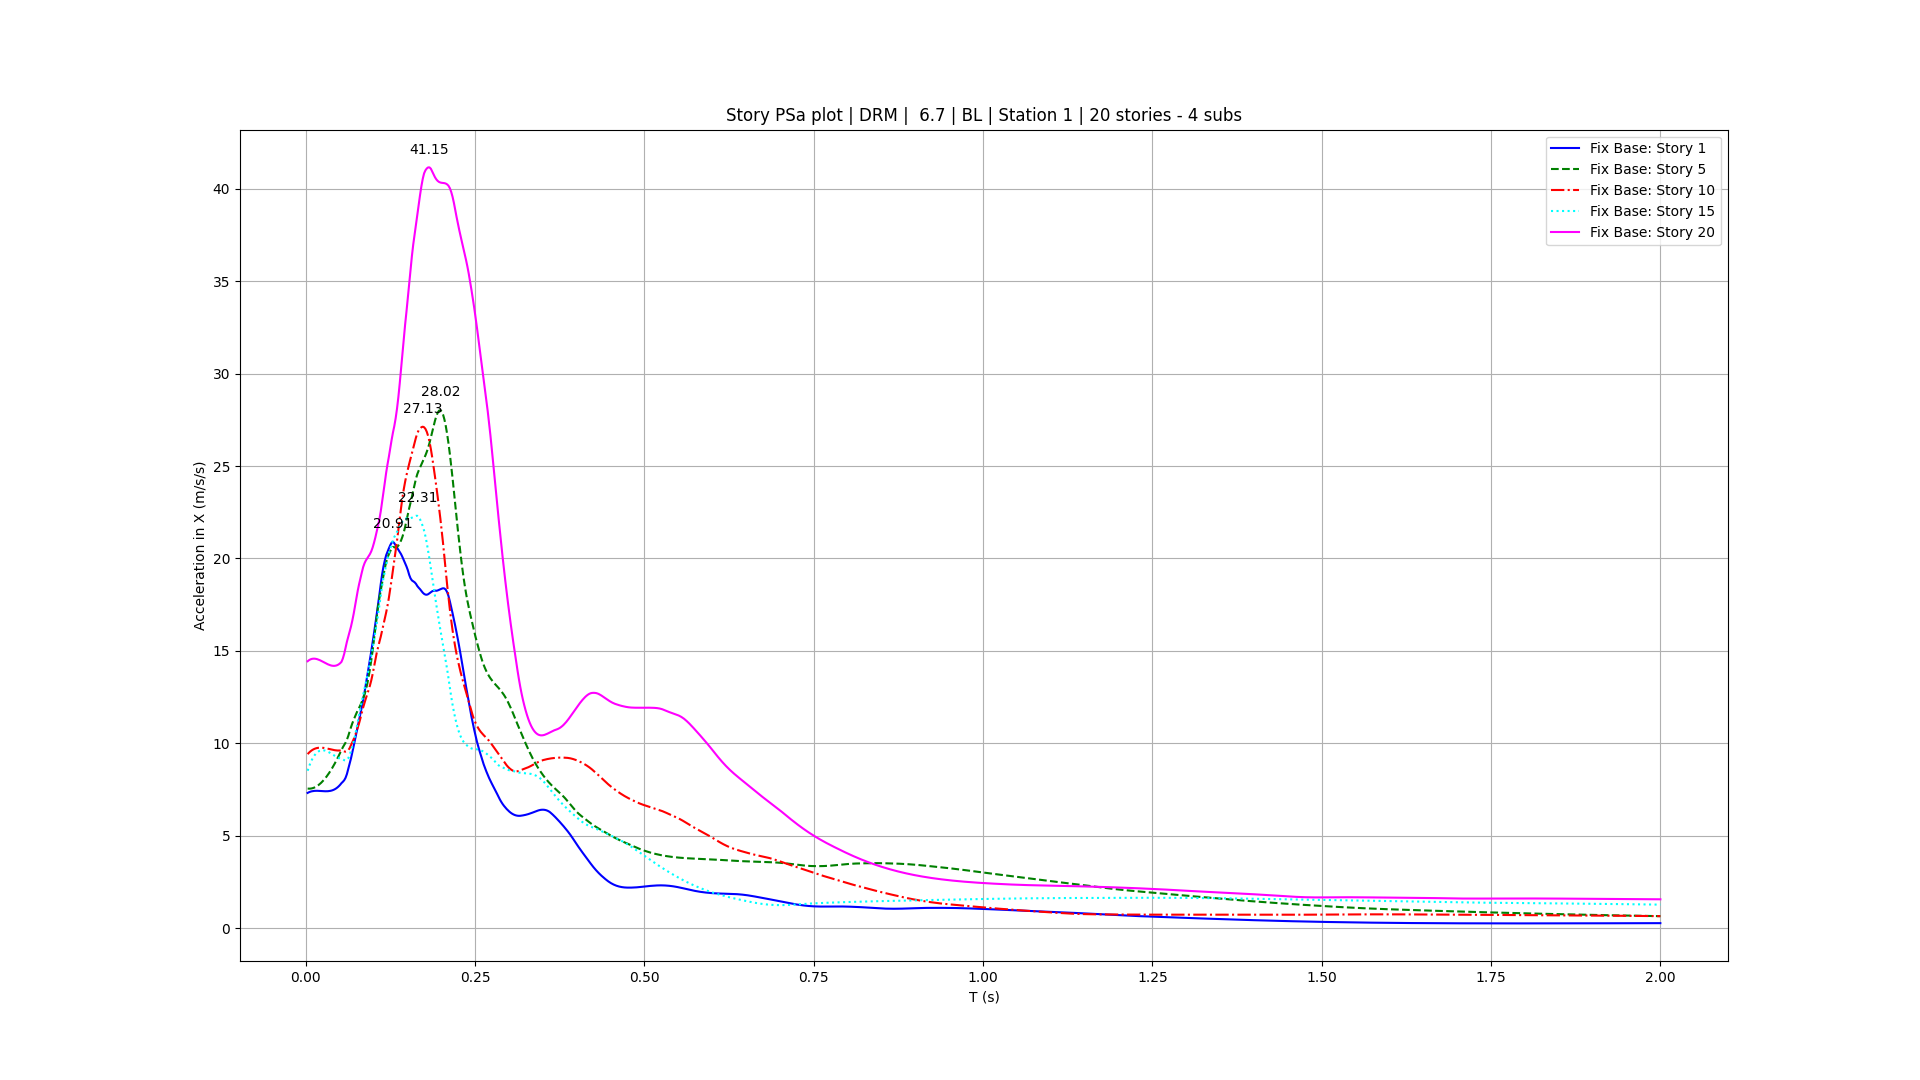 Story PSa plot | DRM |  6.7 | BL | Station 1 | 20 stories - 4 subs
41.15
28.02
27.13
22.31
20.91
Fix Base: Story 1
Fix Base: Story 5
Fix Base: Story 10
Fix Base: Story 15
Fix Base: Story 20
Acceleration in X (m/s/s)
40
35
30
25
20
15
10
5
0
0.00 0.25 0.50 0.75 1.00 1.25 1.50 1.75 2.00
T (s)